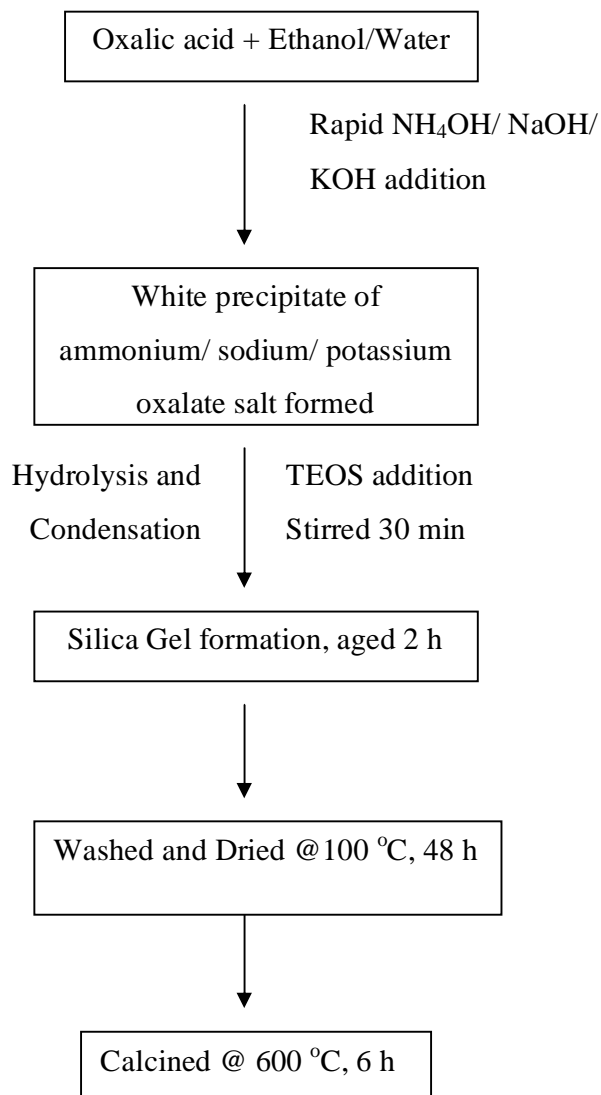 Oxalic acid + Ethanol/Water
Rapid NH₄OH/ NaOH/
KOH addition
White precipitate of
ammonium/ sodium/ potassium
oxalate salt formed
Hydrolysis and
Condensation
TEOS addition
Stirred 30 min
Silica Gel formation, aged 2 h
Washed and Dried @100 °C, 48 h
Calcined @ 600 °C, 6 h